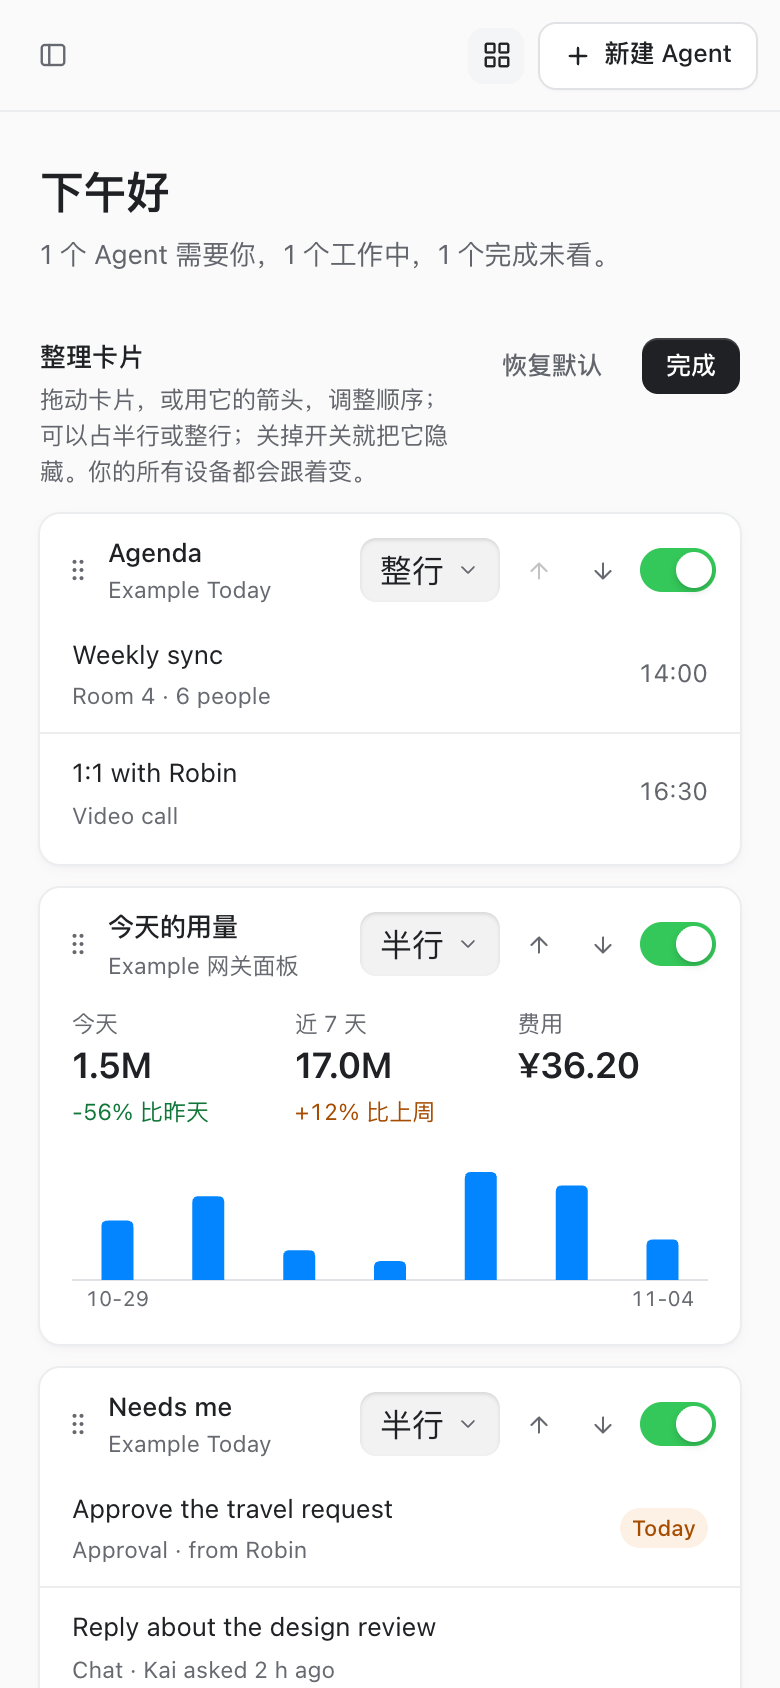 新建 Agent
下午好
1 个 Agent 需要你，1 个工作中，1 个完成未看。
整理卡片
恢复默认
完成
拖动卡片，或用它的箭头，调整顺序；
可以占半行或整行；关掉开关就把它隐
藏。你的所有设备都会跟着变。
Agenda
Example Today
整行
Weekly sync
Room 4 · 6 people
14:00
1:1 with Robin
Video call
16:30
今天的用量
Example 网关面板
半行
今天
1.5M
-56% 比昨天
近 7 天
17.0M
+12% 比上周
费用
¥36.20
10-29
11-04
Needs me
Example Today
半行
Approve the travel request
Approval · from Robin
Today
Reply about the design review
Chat · Kai asked 2 h ago